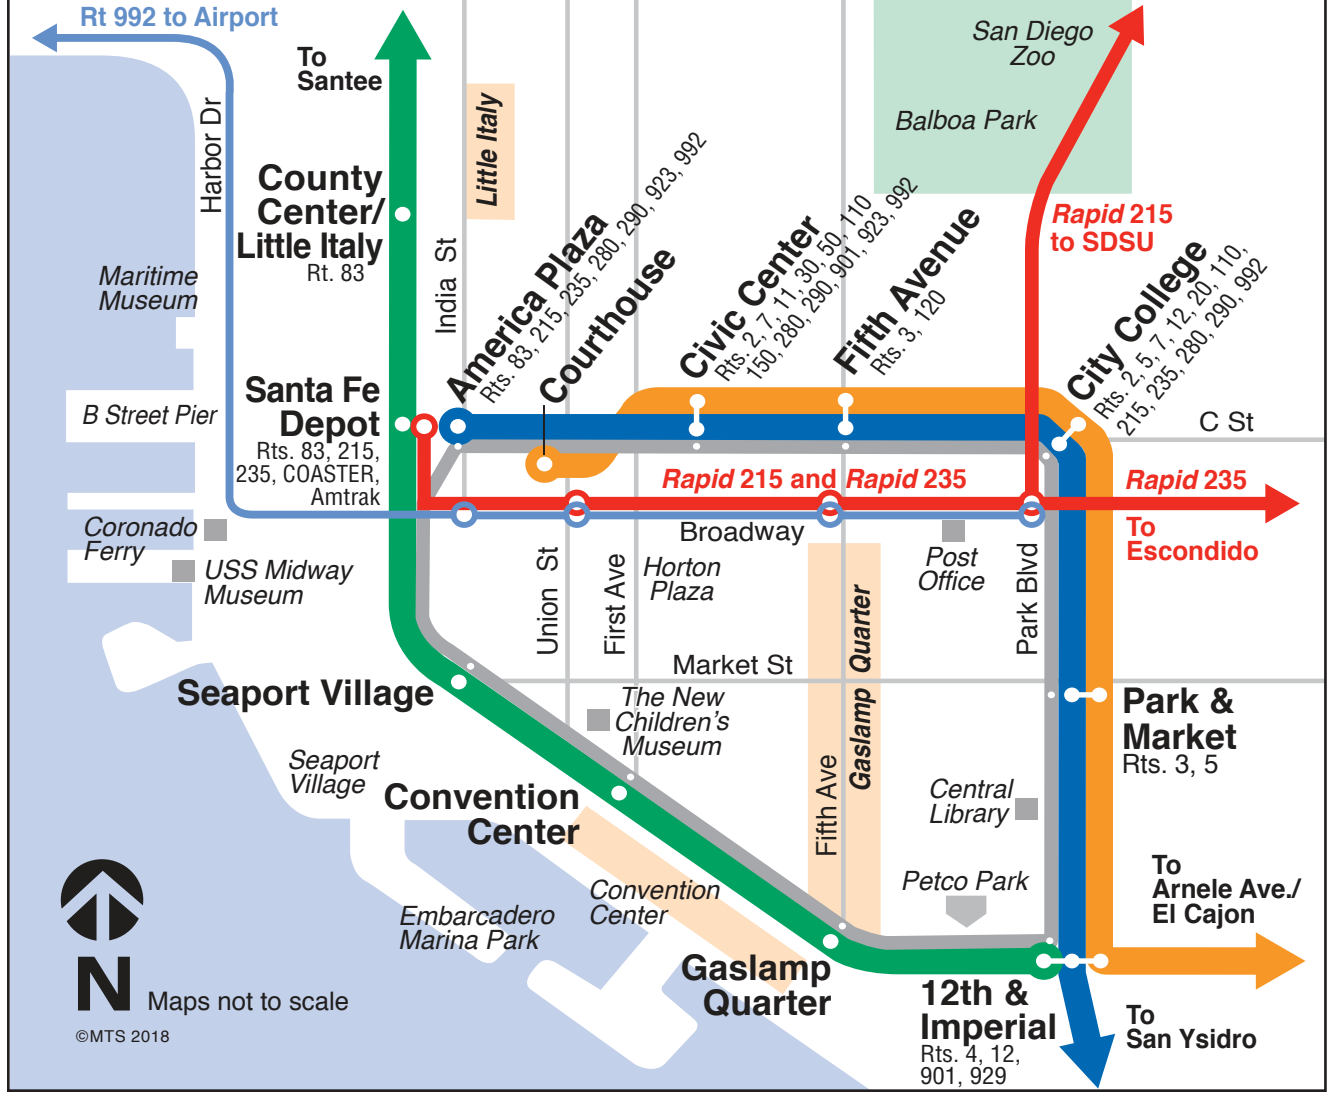 Rt 992 to Airport
To
Santee
Harbor Dr
Little Italy
San Diego
Zoo
Balboa Park
County
Center/
Little Italy
Rt. 83
India St
Maritime
Museum
America Plaza
Rts. 83, 215, 235, 280, 290, 923, 992
Courthouse
Civic Center
Rts. 2, 7, 11, 30, 50, 110
150, 280, 290, 901, 923, 992
Fifth Avenue
Rts. 3, 120
Rapid 215
to SDSU
City College
Rts. 2, 5, 7, 12, 20, 110,
215, 235, 280, 290, 992
Santa Fe
Depot
Rts. 83, 215,
235, COASTER,
Amtrak
B Street Pier
C St
Rapid 215 and Rapid 235
Rapid 235
To
Escondido
Broadway
Coronado
Ferry
USS Midway
Museum
Union St
First Ave
Horton
Plaza
Post
Office
Park Blvd
Gaslamp Quarter
Market St
Seaport Village
The New
Children's
Museum
Park &
Market
Rts. 3, 5
Seaport
Village
Convention
Center
Fifth Ave
Central
Library
Convention
Center
Embarcadero
Marina Park
Petco Park
To
Arnele Ave./
El Cajon
Gaslamp
Quarter
12th &
Imperial
Rts. 4, 12,
901, 929
To
San Ysidro
N
Maps not to scale
©MTS 2018